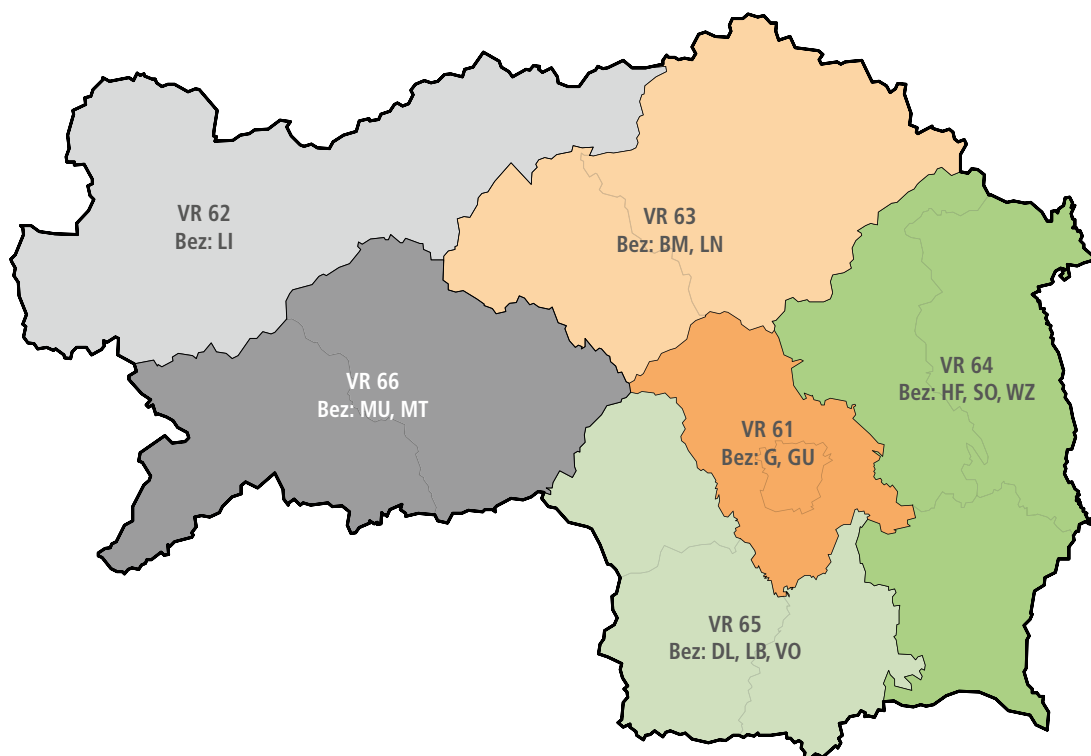 VR 62
Bez: LI
VR 63
Bez: BM, LN
VR 66
Bez: MU, MT
VR 64
Bez: HF, SO, WZ
VR 61
Bez: G, GU
VR 65
Bez: DL, LB, VO